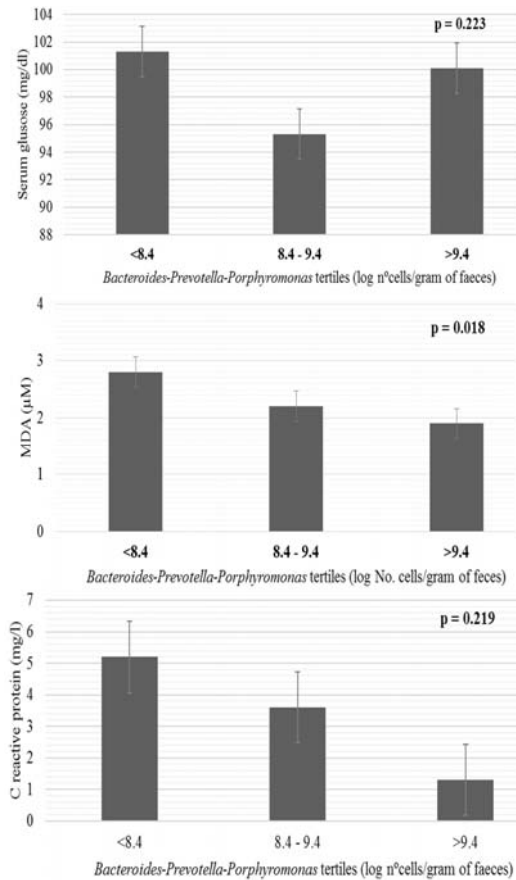 104
102
100
98
96
94
92
90
88
Serum glusose (mg/dl)
p = 0.223
<8.4
8.4 - 9.4
>9.4
Bacteroides-Prevotella-Porphyromonas tertiles (log nºcells/gram of faeces)
4
3
2
1
0
MDA (µM)
p = 0.018
<8.4
8.4 - 9.4
>9.4
Bacteroides-Prevotella-Porphyromonas tertiles (log No. cells/gram of feces)
7
6
5
4
3
2
1
0
C reactive protein (mg/l)
p = 0.219
<8.4
8.4 - 9.4
>9.4
Bacteroides-Prevotella-Porphyromonas tertiles (log nºcells/gram of faeces)